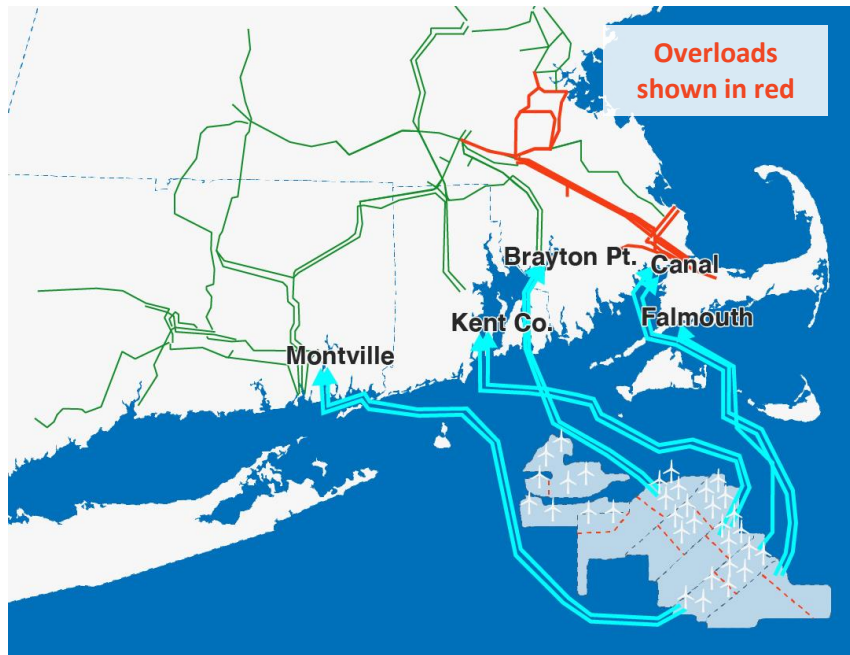 Overloads
shown in red
Brayton Pt.
Canal
Kent Co.
Falmouth
Montville